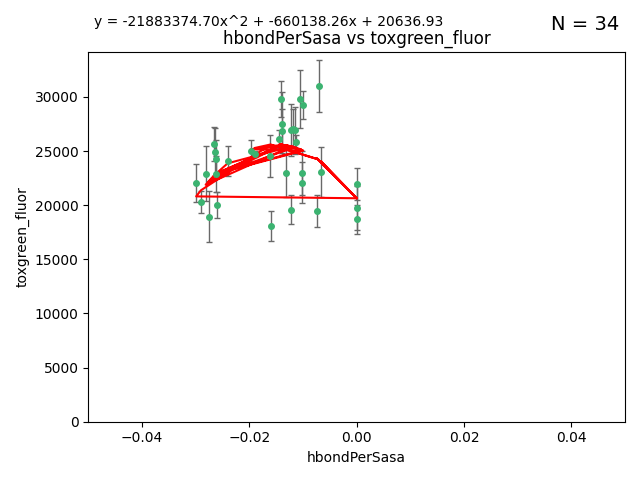 y = -21883374.70x^2 + -660138.26x + 20636.93
N = 34
hbondPerSasa vs toxgreen_fluor
30000
25000
20000
15000
10000
5000
0
toxgreen_fluor
−0.04
−0.02
0.00
0.02
0.04
hbondPerSasa